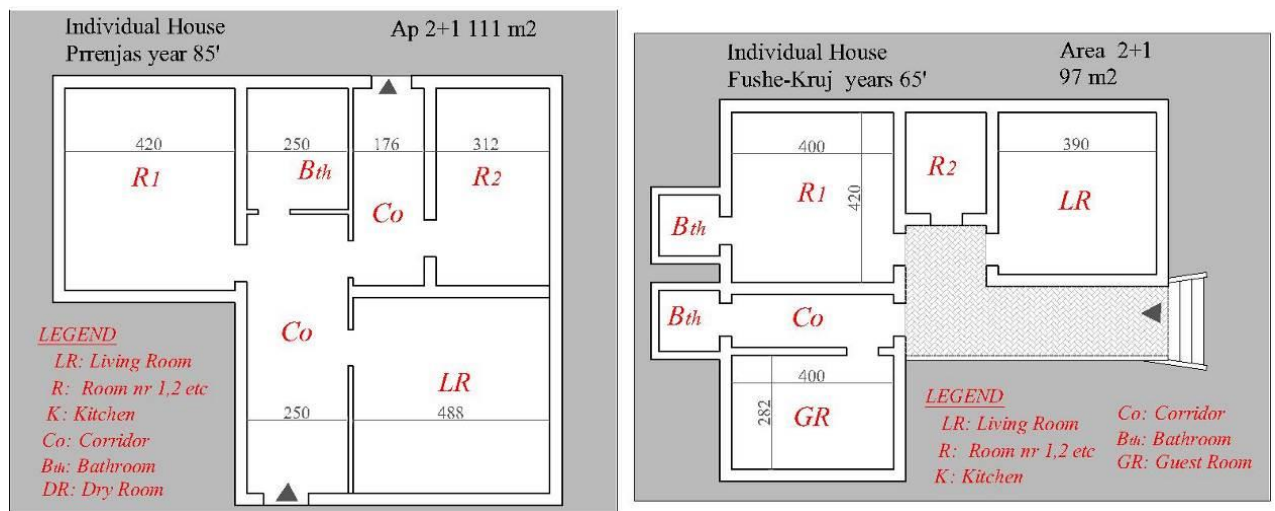 Individual House
Prrenjas year 85'
Ap 2+1 111 m2
420
250
176
312
R1
Bth
R2
Co
Co
LR
250
488
LEGEND
LR: Living Room
R: Room nr 1,2 etc
K: Kitchen
Co: Corridor
Bth: Bathroom
DR: Dry Room
Individual House
Fushe-Kruj years 65'
Area 2+1
97 m2
400
390
R2
R1
420
LR
Bth
Bth
Co
400
282
GR
LEGEND
LR: Living Room
R: Room nr 1,2 etc
K: Kitchen
Co: Corridor
Bth: Bathroom
GR: Guest Room